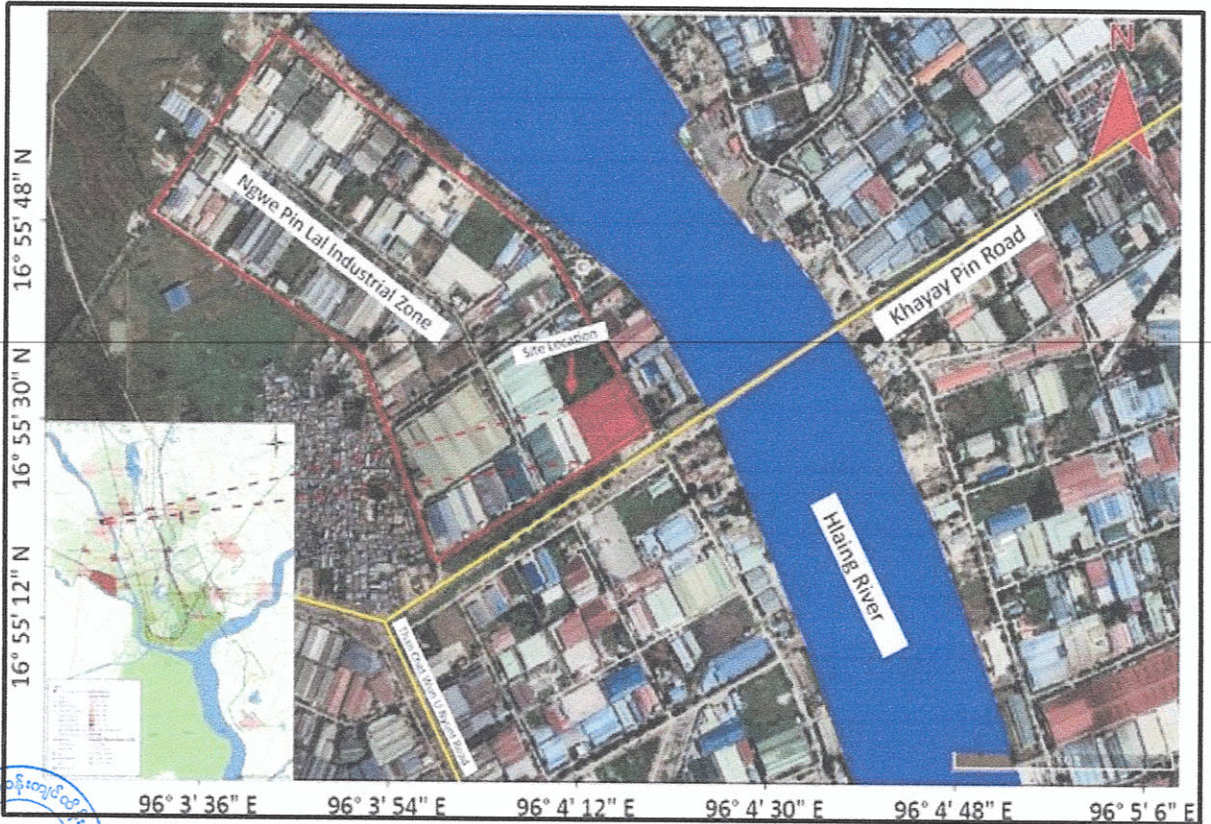 N
Ngwe Pin Lal Industrial Zone
Khayay Pin Road
Site Location
Hlaing River
16° 55' 48" N
16° 55' 30" N
16° 55' 12" N
96° 3' 36" E
96° 3' 54" E
96° 4' 12" E
96° 4' 30" E
96° 4' 48" E
96° 5' 6" E